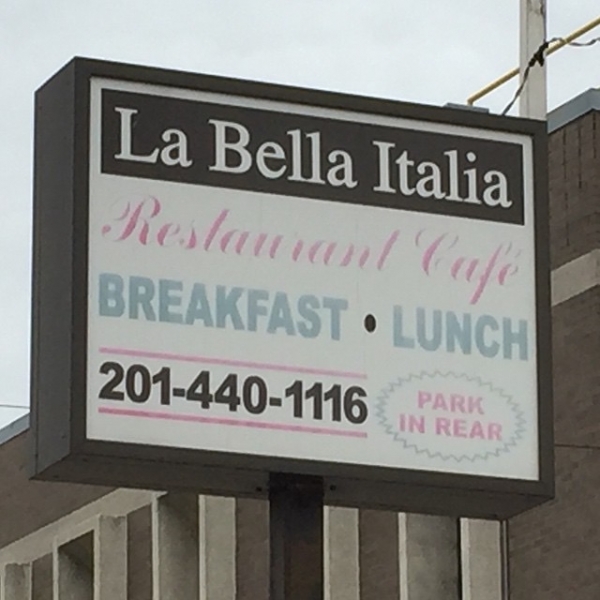 La Bella Italia
Restaurant Café
BREAKFAST • LUNCH
201-440-1116
PARK
IN REAR